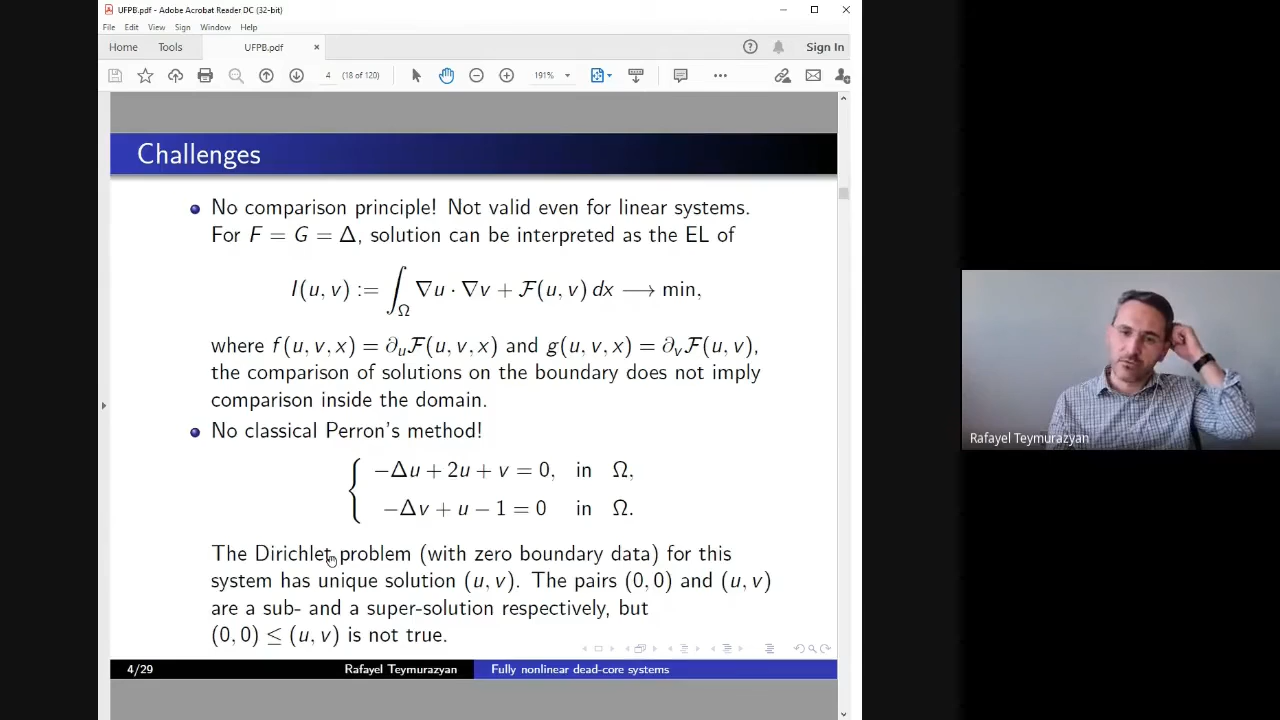 UFPB.pdf - Adobe Acrobat Reader DC (32-bit)
File Edit View Sign Window Help
Home Tools UFPB.pdf × Sign In
4 (18 of 120) 191%
Challenges
No comparison principle! Not valid even for linear systems.
For F = G = Δ, solution can be interpreted as the EL of
I(u, v) := ∫_Ω ∇u · ∇v + ℱ(u, v) dx ⟶ min,
where f(u, v, x) = ∂_uℱ(u, v, x) and g(u, v, x) = ∂_vℱ(u, v),
the comparison of solutions on the boundary does not imply
comparison inside the domain.
No classical Perron's method!
−Δu + 2u + v = 0, in Ω,
−Δv + u − 1 = 0 in Ω.
The Dirichlet problem (with zero boundary data) for this
system has unique solution (u, v). The pairs (0, 0) and (u, v)
are a sub- and a super-solution respectively, but
(0, 0) ≤ (u, v) is not true.
4/29 Rafayel Teymurazyan Fully nonlinear dead-core systems
Rafayel Teymurazyan